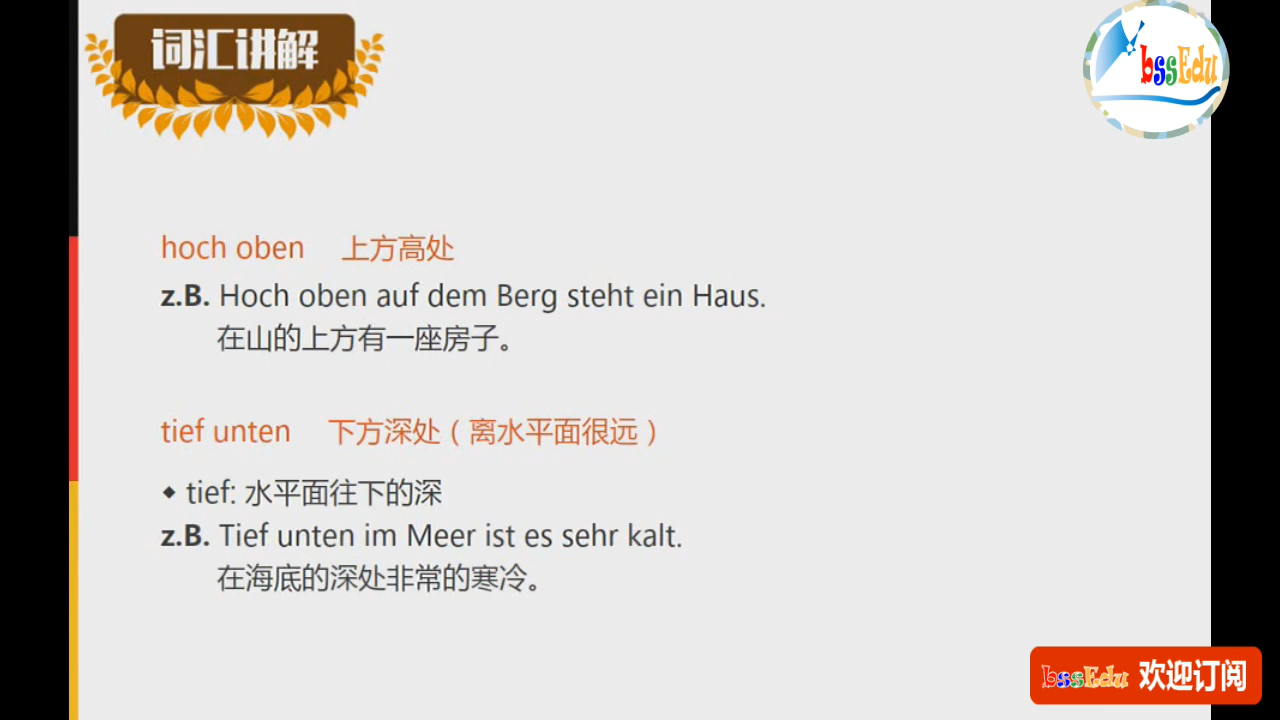 词汇讲解
bssEdu
hoch oben 上方高处
z.B. Hoch oben auf dem Berg steht ein Haus.
在山的上方有一座房子。
tief unten 下方深处（离水平面很远）
◆ tief: 水平面往下的深
z.B. Tief unten im Meer ist es sehr kalt.
在海底的深处非常的寒冷。
bssEdu 欢迎订阅